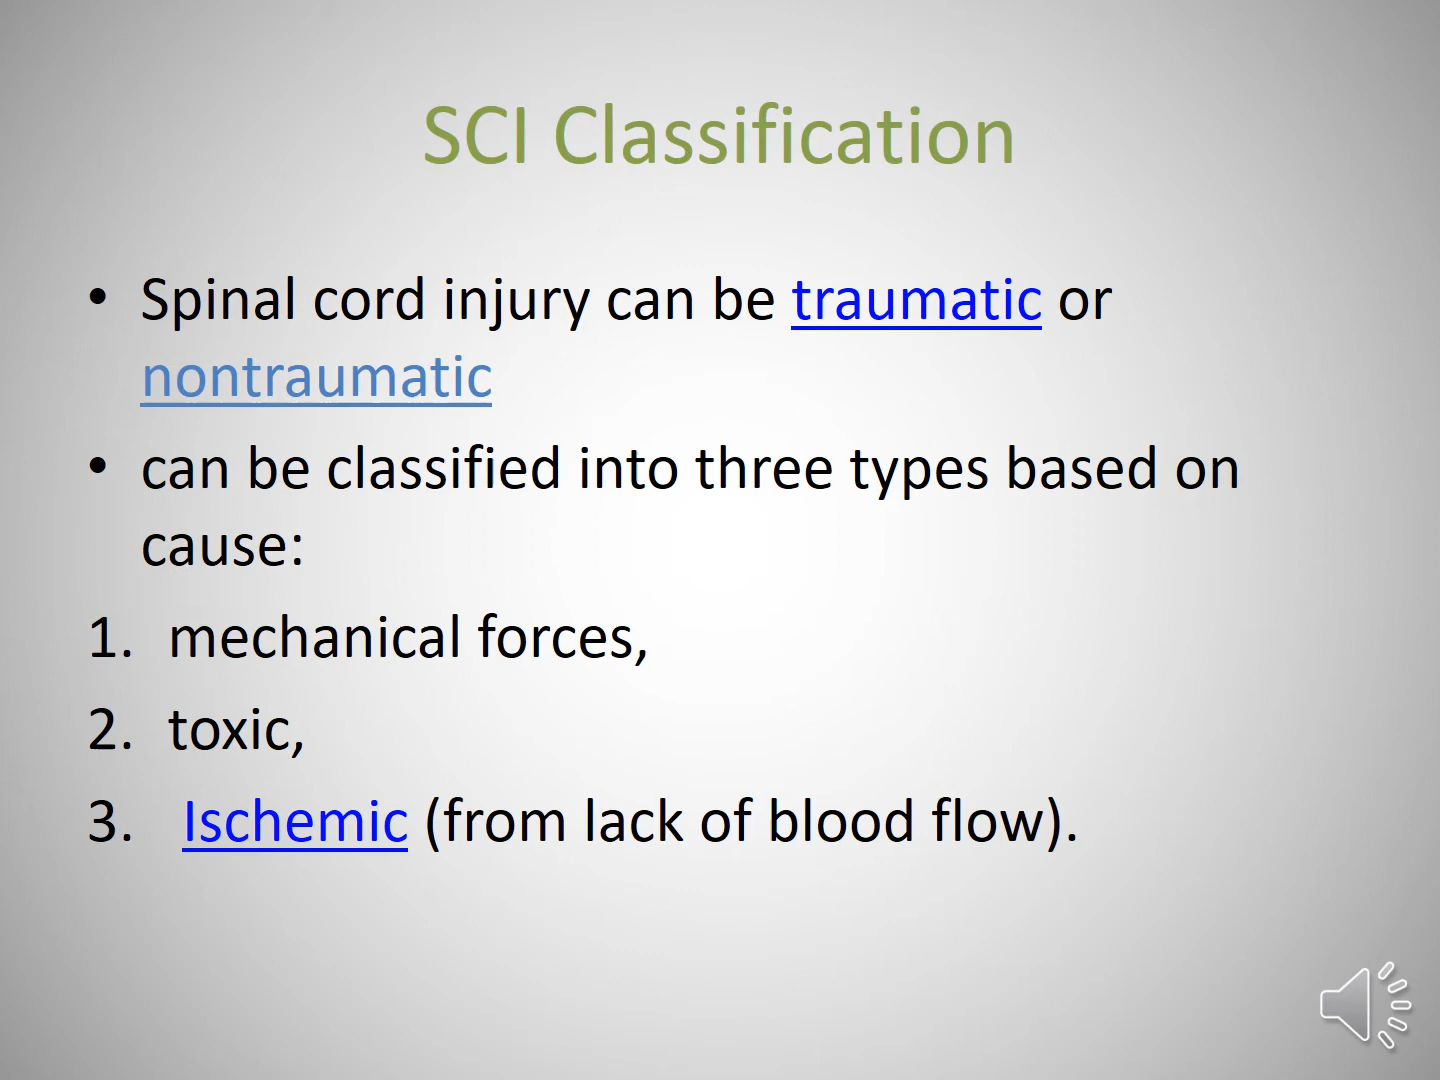 SCI Classification
• Spinal cord injury can be traumatic or
nontraumatic
• can be classified into three types based on
cause:
1. mechanical forces,
2. toxic,
3. Ischemic (from lack of blood flow).